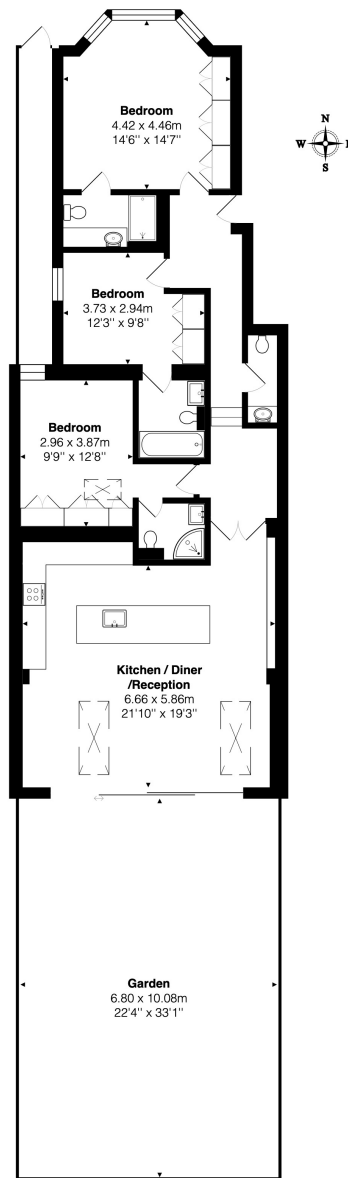 Bedroom
4.42 x 4.46m
14'6'' x 14'7''
N
W E
S
Bedroom
3.73 x 2.94m
12'3'' x 9'8''
Bedroom
2.96 x 3.87m
9'9'' x 12'8''
Kitchen / Diner
/Reception
6.66 x 5.86m
21'10'' x 19'3''
Garden
6.80 x 10.08m
22'4'' x 33'1''